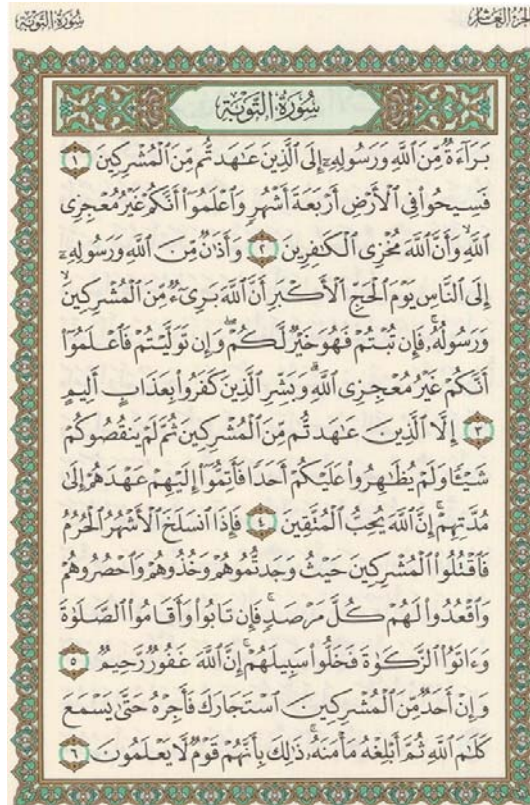 سُورَةُ التَّوْبَةِ
الجُزءُ العَاشِرُ
سُورَةُ التَّوْبَةِ
بَرَآءَةٌ مِّنَ ٱللَّهِ وَرَسُولِهِۦٓ إِلَى ٱلَّذِينَ عَٰهَدتُّم مِّنَ ٱلْمُشْرِكِينَ ١
فَسِيحُوا۟ فِى ٱلْأَرْضِ أَرْبَعَةَ أَشْهُرٍ وَٱعْلَمُوٓا۟ أَنَّكُمْ غَيْرُ مُعْجِزِى
ٱللَّهِ ۙ وَأَنَّ ٱللَّهَ مُخْزِى ٱلْكَٰفِرِينَ ٢ وَأَذَٰنٌ مِّنَ ٱللَّهِ وَرَسُولِهِۦٓ
إِلَى ٱلنَّاسِ يَوْمَ ٱلْحَجِّ ٱلْأَكْبَرِ أَنَّ ٱللَّهَ بَرِىٓءٌ مِّنَ ٱلْمُشْرِكِينَ ۙ
وَرَسُولُهُۥ ۚ فَإِن تُبْتُمْ فَهُوَ خَيْرٌ لَّكُمْ ۖ وَإِن تَوَلَّيْتُمْ فَٱعْلَمُوٓا۟
أَنَّكُمْ غَيْرُ مُعْجِزِى ٱللَّهِ ۗ وَبَشِّرِ ٱلَّذِينَ كَفَرُوا۟ بِعَذَابٍ أَلِيمٍ
٣ إِلَّا ٱلَّذِينَ عَٰهَدتُّم مِّنَ ٱلْمُشْرِكِينَ ثُمَّ لَمْ يَنقُصُوكُمْ
شَيْـًٔا وَلَمْ يُظَٰهِرُوا۟ عَلَيْكُمْ أَحَدًا فَأَتِمُّوٓا۟ إِلَيْهِمْ عَهْدَهُمْ إِلَىٰ
مُدَّتِهِمْ ۚ إِنَّ ٱللَّهَ يُحِبُّ ٱلْمُتَّقِينَ ٤ فَإِذَا ٱنسَلَخَ ٱلْأَشْهُرُ ٱلْحُرُمُ
فَٱقْتُلُوا۟ ٱلْمُشْرِكِينَ حَيْثُ وَجَدتُّمُوهُمْ وَخُذُوهُمْ وَٱحْصُرُوهُمْ
وَٱقْعُدُوا۟ لَهُمْ كُلَّ مَرْصَدٍ ۚ فَإِن تَابُوا۟ وَأَقَامُوا۟ ٱلصَّلَوٰةَ
وَءَاتَوُا۟ ٱلزَّكَوٰةَ فَخَلُّوا۟ سَبِيلَهُمْ ۚ إِنَّ ٱللَّهَ غَفُورٌ رَّحِيمٌ ٥
وَإِنْ أَحَدٌ مِّنَ ٱلْمُشْرِكِينَ ٱسْتَجَارَكَ فَأَجِرْهُ حَتَّىٰ يَسْمَعَ
كَلَٰمَ ٱللَّهِ ثُمَّ أَبْلِغْهُ مَأْمَنَهُۥ ۚ ذَٰلِكَ بِأَنَّهُمْ قَوْمٌ لَّا يَعْلَمُونَ ٦